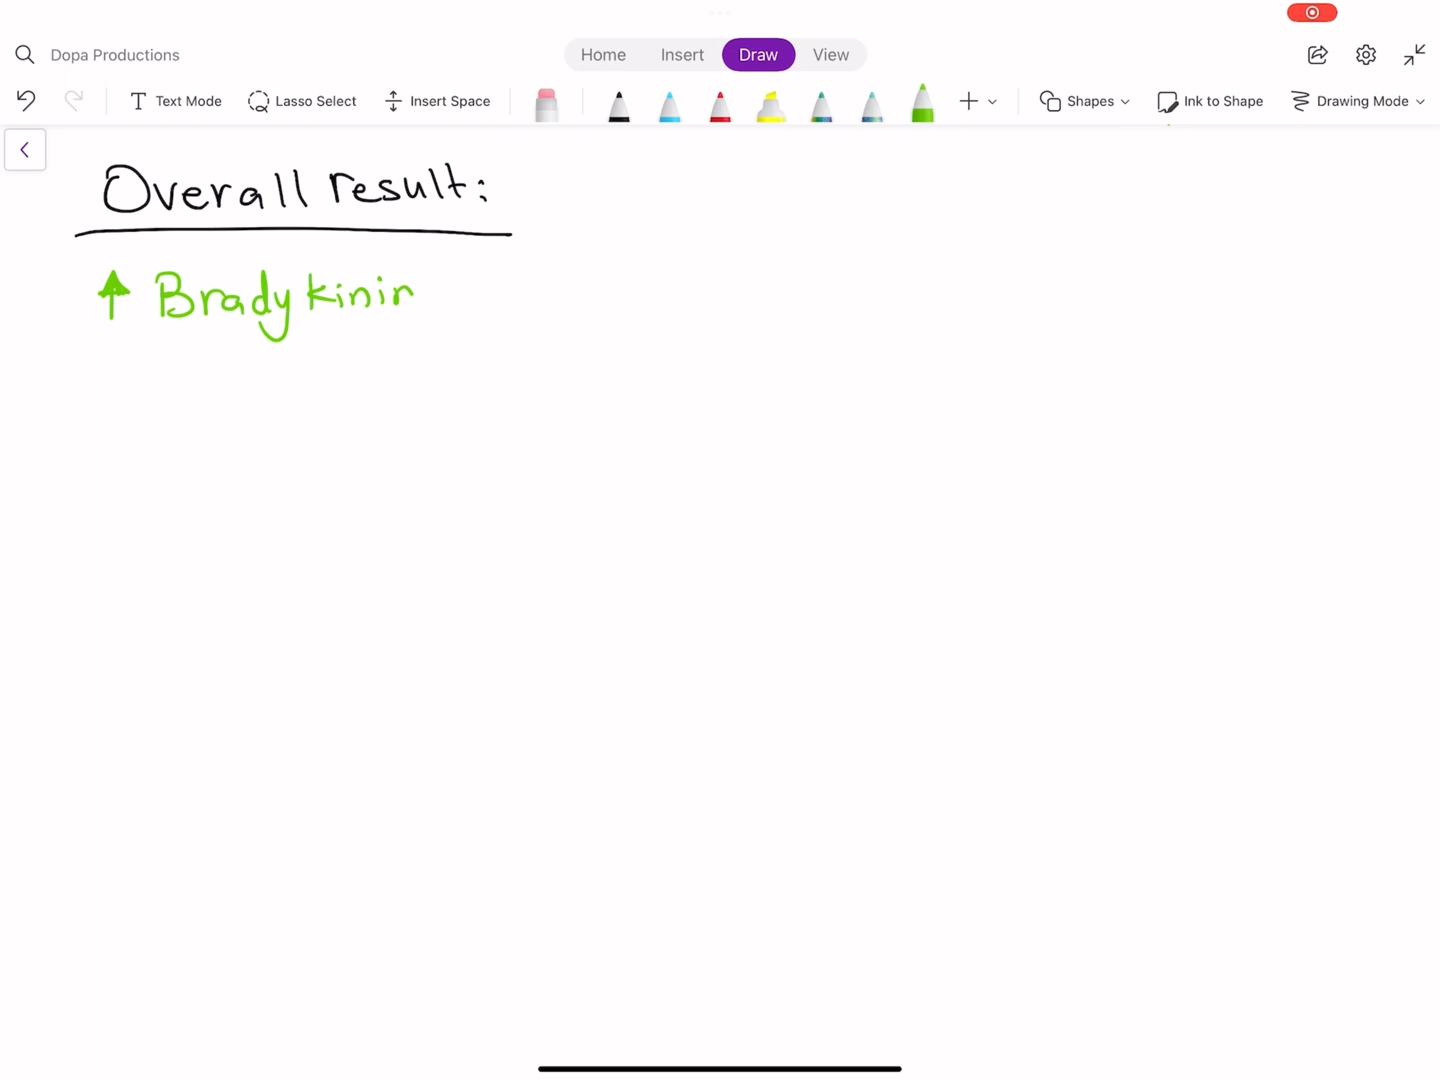 Dopa Productions
Home Insert Draw View
Text Mode Lasso Select Insert Space Shapes Ink to Shape Drawing Mode
Overall result:
↑ Bradykinin